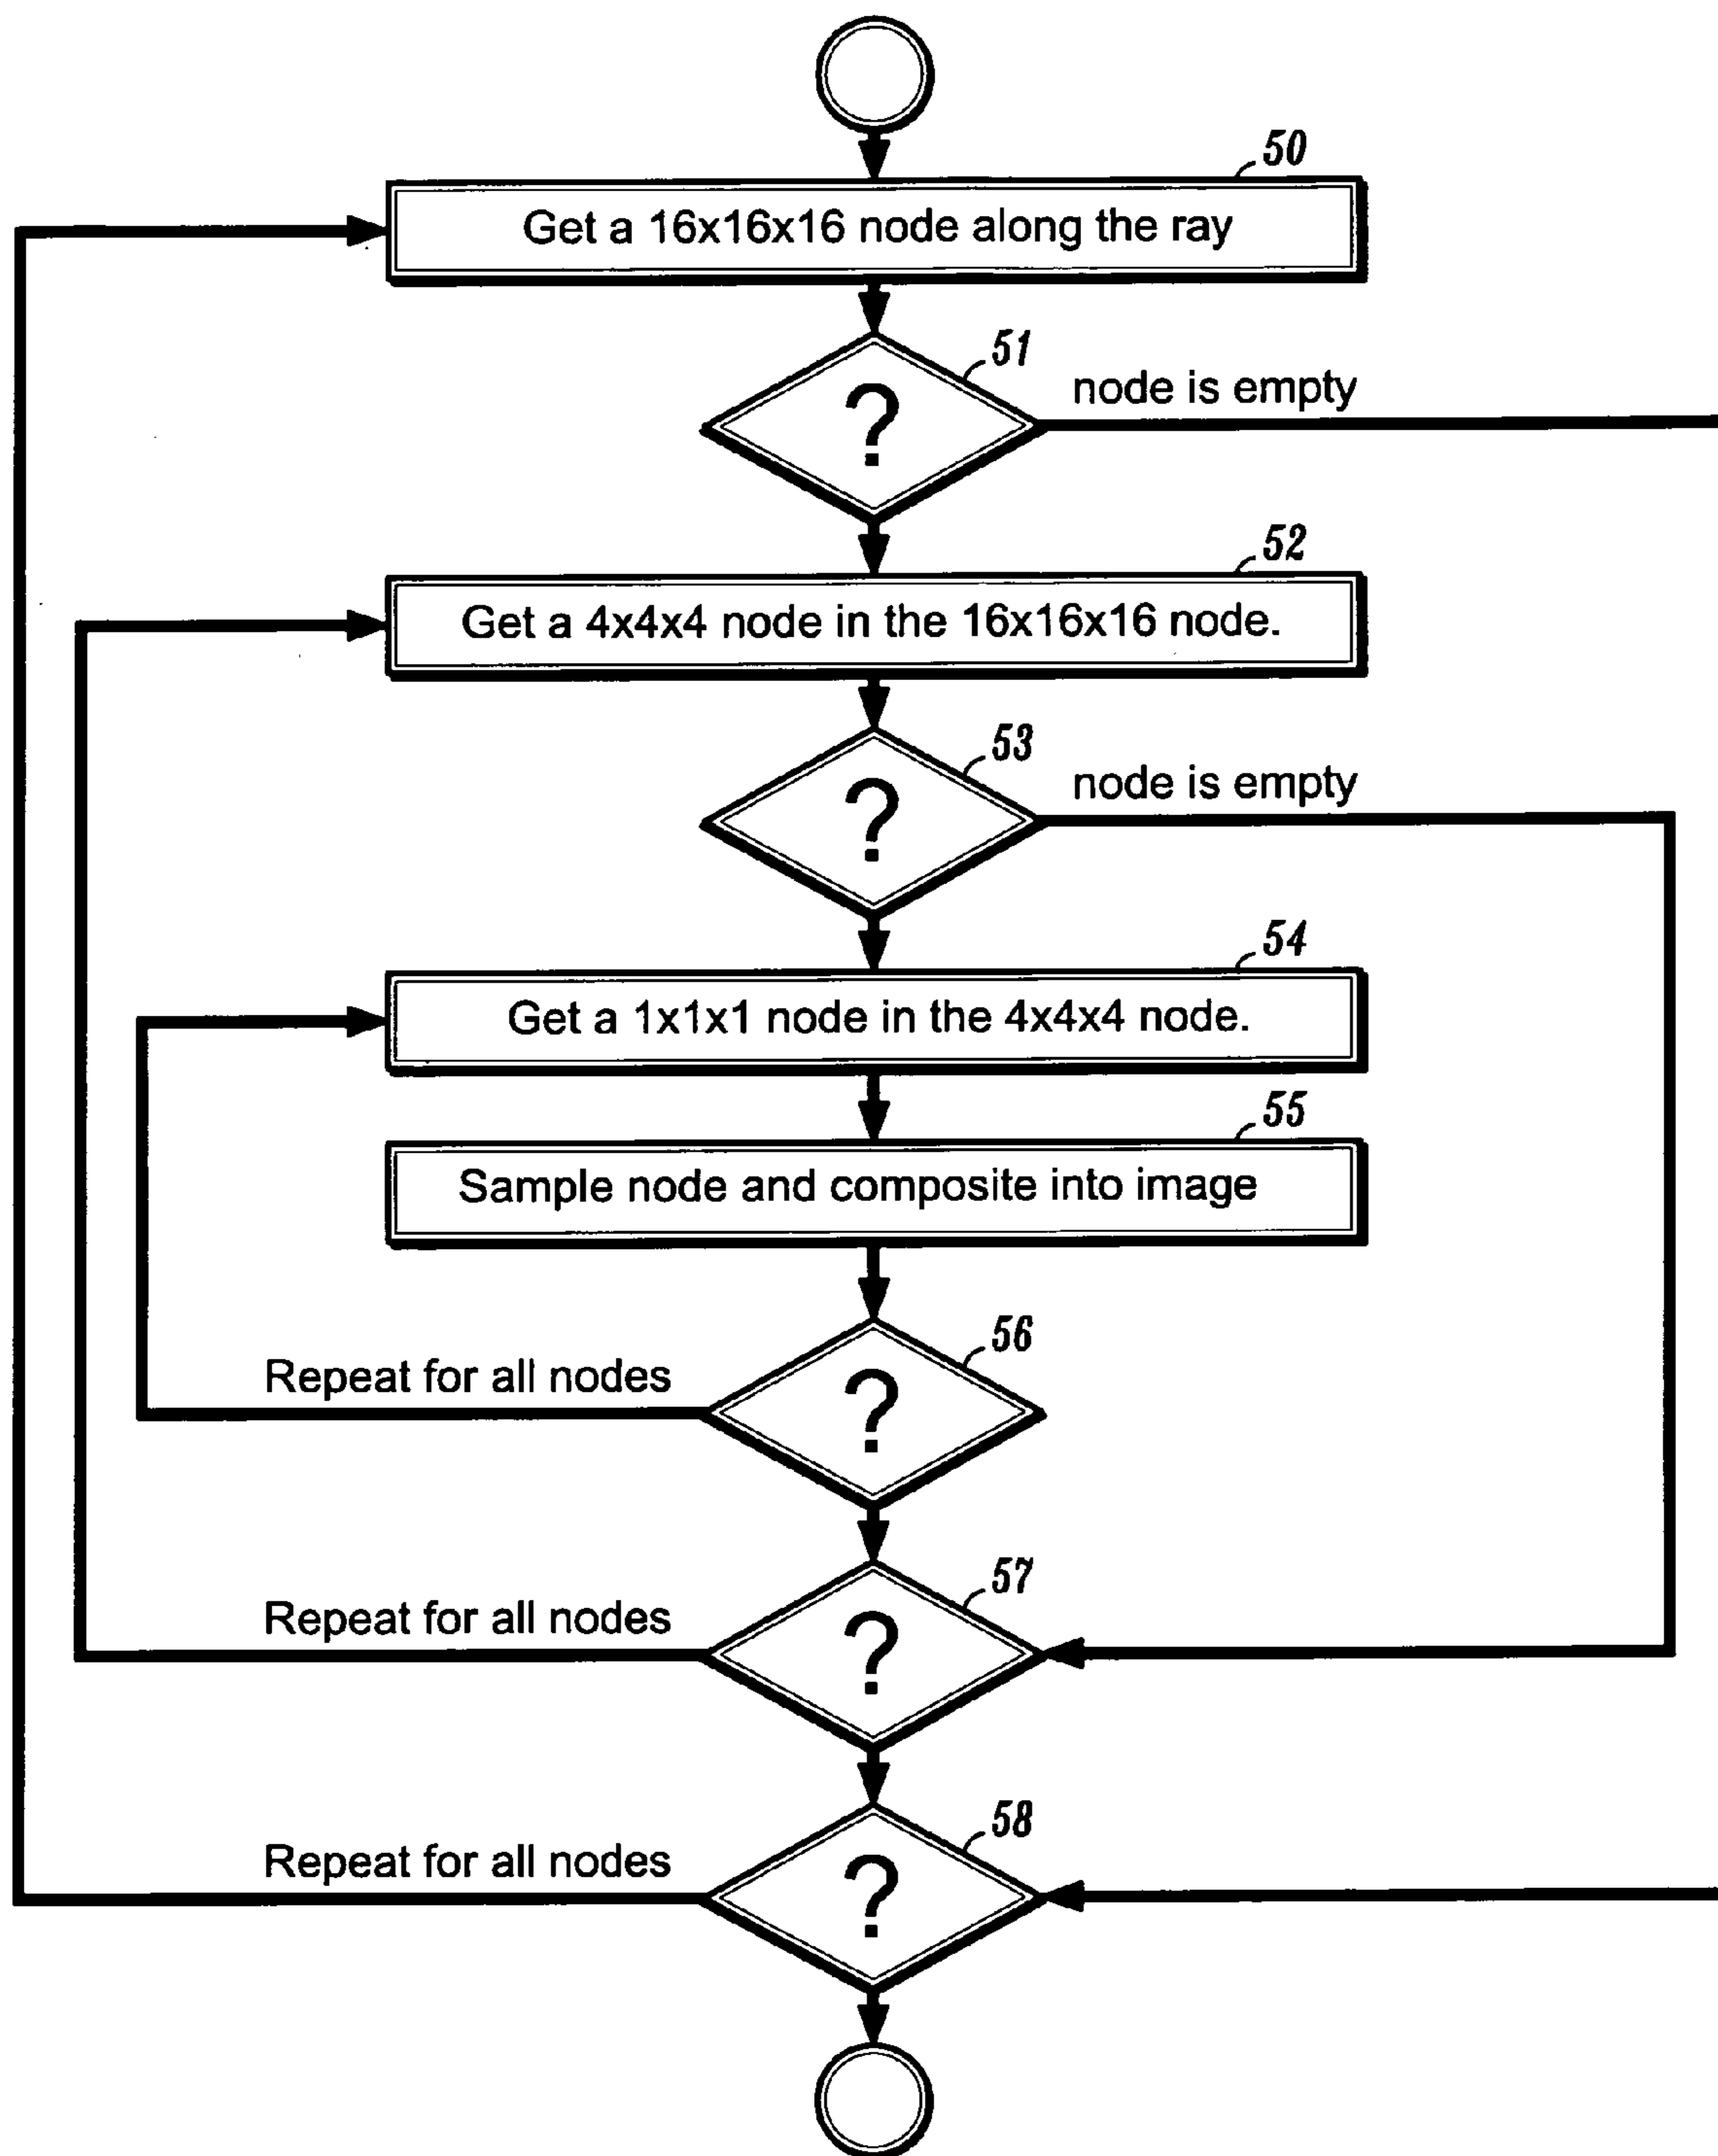 50
Get a 16x16x16 node along the ray
51
?
node is empty
52
Get a 4x4x4 node in the 16x16x16 node.
53
?
node is empty
54
Get a 1x1x1 node in the 4x4x4 node.
55
Sample node and composite into image
56
Repeat for all nodes
?
57
Repeat for all nodes
?
58
Repeat for all nodes
?